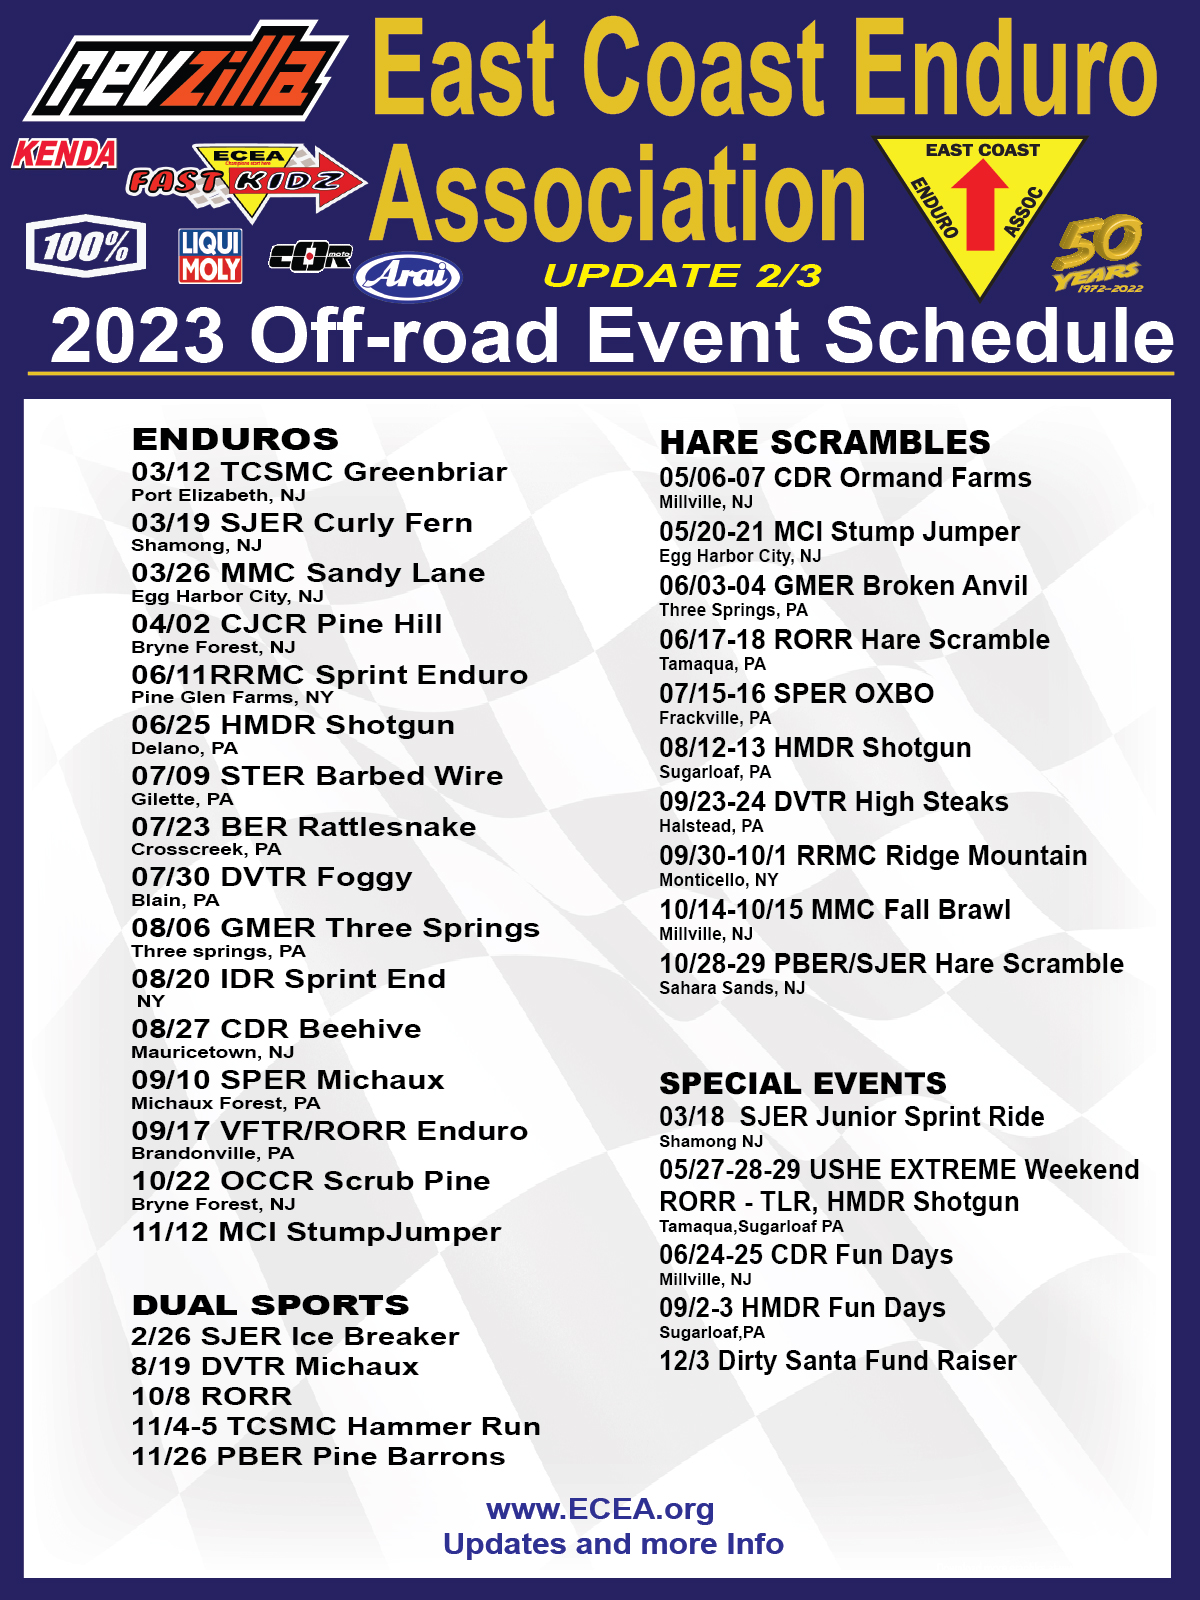 revzilla
East Coast Enduro
Association
KENDA
ECEA
Champions start here
FAST KIDZ
100%
LIQUI
MOLY
CDR moto
Arai
EAST COAST
ENDURO
ASSOC
50
YEARS
1972-2022
UPDATE 2/3
2023 Off-road Event Schedule
ENDUROS
03/12 TCSMC Greenbriar
Port Elizabeth, NJ
03/19 SJER Curly Fern
Shamong, NJ
03/26 MMC Sandy Lane
Egg Harbor City, NJ
04/02 CJCR Pine Hill
Bryne Forest, NJ
06/11RRMC Sprint Enduro
Pine Glen Farms, NY
06/25 HMDR Shotgun
Delano, PA
07/09 STER Barbed Wire
Gilette, PA
07/23 BER Rattlesnake
Crosscreek, PA
07/30 DVTR Foggy
Blain, PA
08/06 GMER Three Springs
Three springs, PA
08/20 IDR Sprint End
NY
08/27 CDR Beehive
Mauricetown, NJ
09/10 SPER Michaux
Michaux Forest, PA
09/17 VFTR/RORR Enduro
Brandonville, PA
10/22 OCCR Scrub Pine
Bryne Forest, NJ
11/12 MCI StumpJumper
DUAL SPORTS
2/26 SJER Ice Breaker
8/19 DVTR Michaux
10/8 RORR
11/4-5 TCSMC Hammer Run
11/26 PBER Pine Barrons
HARE SCRAMBLES
05/06-07 CDR Ormand Farms
Millville, NJ
05/20-21 MCI Stump Jumper
Egg Harbor City, NJ
06/03-04 GMER Broken Anvil
Three Springs, PA
06/17-18 RORR Hare Scramble
Tamaqua, PA
07/15-16 SPER OXBO
Frackville, PA
08/12-13 HMDR Shotgun
Sugarloaf, PA
09/23-24 DVTR High Steaks
Halstead, PA
09/30-10/1 RRMC Ridge Mountain
Monticello, NY
10/14-10/15 MMC Fall Brawl
Millville, NJ
10/28-29 PBER/SJER Hare Scramble
Sahara Sands, NJ
SPECIAL EVENTS
03/18 SJER Junior Sprint Ride
Shamong NJ
05/27-28-29 USHE EXTREME Weekend
RORR - TLR, HMDR Shotgun
Tamaqua,Sugarloaf PA
06/24-25 CDR Fun Days
Millville, NJ
09/2-3 HMDR Fun Days
Sugarloaf,PA
12/3 Dirty Santa Fund Raiser
www.ECEA.org
Updates and more Info